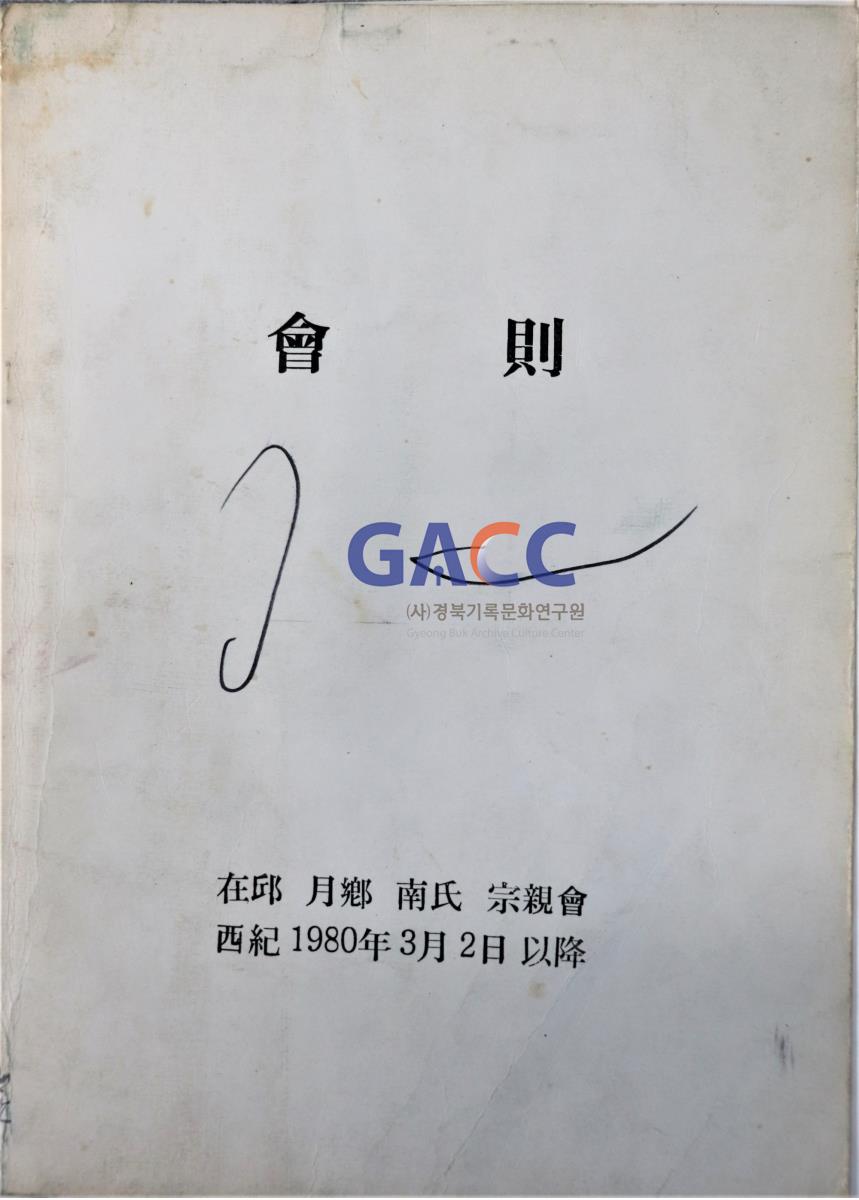 會 則
GACC
(사)경북기록문화연구원
Gyeong Buk Archive Culture Center
在邱 月鄕 南氏 宗親會
西紀 1980年 3月 2日 以降